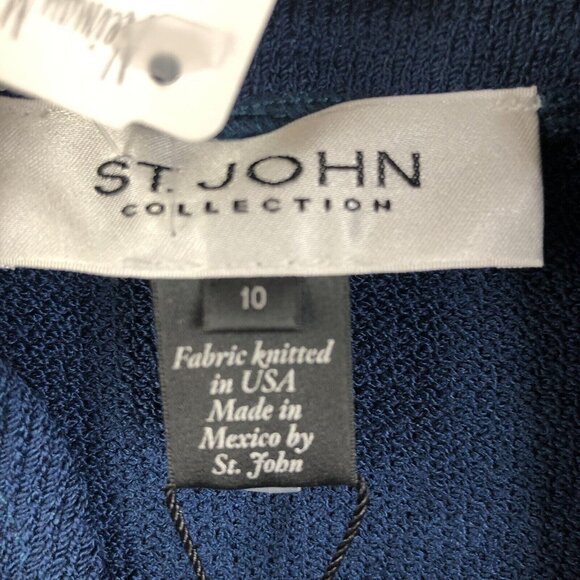 ST. JOHN
COLLECTION
10
Fabric knitted
in USA
Made in
Mexico by
St. John